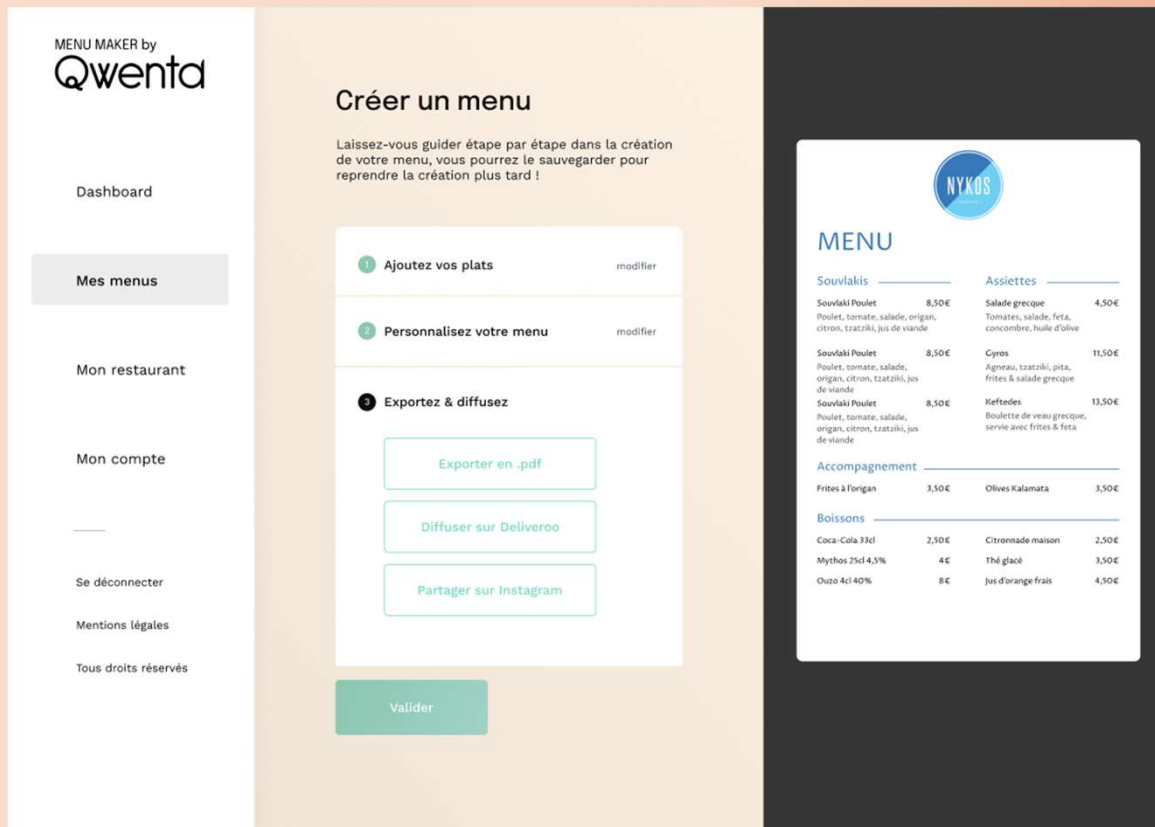 MENU MAKER by
Qwenta
Dashboard
Mes menus
Mon restaurant
Mon compte
Se déconnecter
Mentions légales
Tous droits réservés
Créer un menu
Laissez-vous guider étape par étape dans la création
de votre menu, vous pourrez le sauvegarder pour
reprendre la création plus tard !
1 Ajoutez vos plats modifier
2 Personnalisez votre menu modifier
3 Exportez & diffusez
Exporter en .pdf
Diffuser sur Deliveroo
Partager sur Instagram
Valider
NYKOS
MENU
Souvlakis
Souvlaki Poulet 8,50€
Poulet, tomate, salade, origan,
citron, tzatziki, jus de viande
Souvlaki Poulet 8,50€
Poulet, tomate, salade,
origan, citron, tzatziki, jus
de viande
Souvlaki Poulet 8,50€
Poulet, tomate, salade,
origan, citron, tzatziki, jus
de viande
Assiettes
Salade grecque 4,50€
Tomates, salade, feta,
concombre, huile d'olive
Gyros 11,50€
Agneau, tzatziki, pita,
frites & salade grecque
Keftedes 13,50€
Boulette de veau grecque,
servie avec frites & feta
Accompagnement
Frites à l'origan 3,50€ Olives Kalamata 3,50€
Boissons
Coca-Cola 33cl 2,50€ Citronnade maison 2,50€
Mythos 25cl 4,5% 4€ Thé glacé 3,50€
Ouzo 4cl 40% 8€ Jus d'orange frais 4,50€